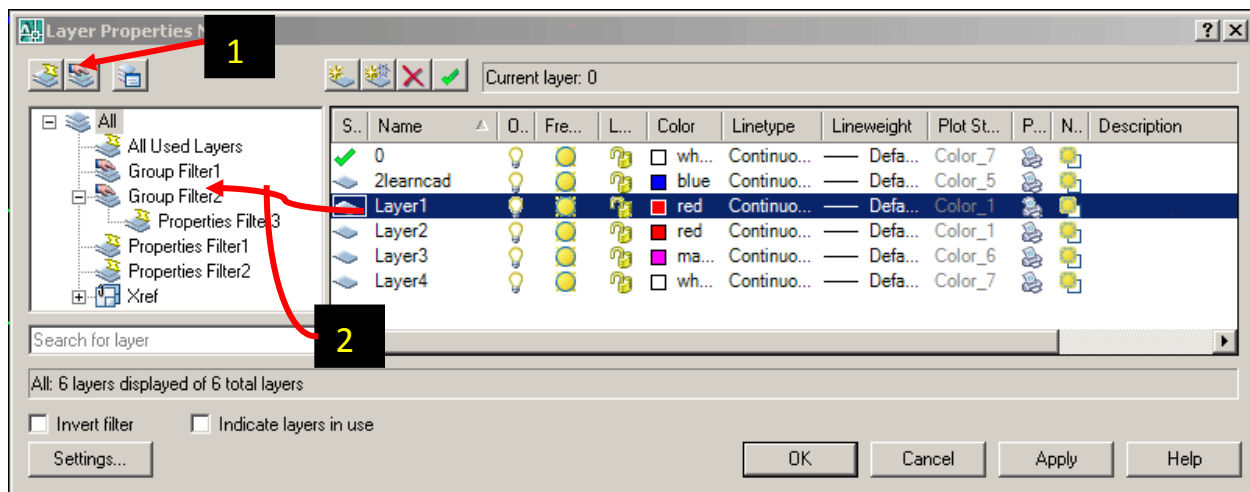 Layer Properties
1
Current layer: 0
All
All Used Layers
Group Filter1
Group Filter2
Properties Filter3
Properties Filter1
Properties Filter2
Xref
S.. Name O.. Fre... L... Color Linetype Lineweight Plot St... P... N.. Description
0 wh... Continuo... Defa... Color_7
2learncad blue Continuo... Defa... Color_5
Layer1 red Continuo... Defa... Color_1
Layer2 red Continuo... Defa... Color_1
Layer3 ma... Continuo... Defa... Color_6
Layer4 wh... Continuo... Defa... Color_7
Search for layer
2
All: 6 layers displayed of 6 total layers
Invert filter Indicate layers in use
Settings... OK Cancel Apply Help